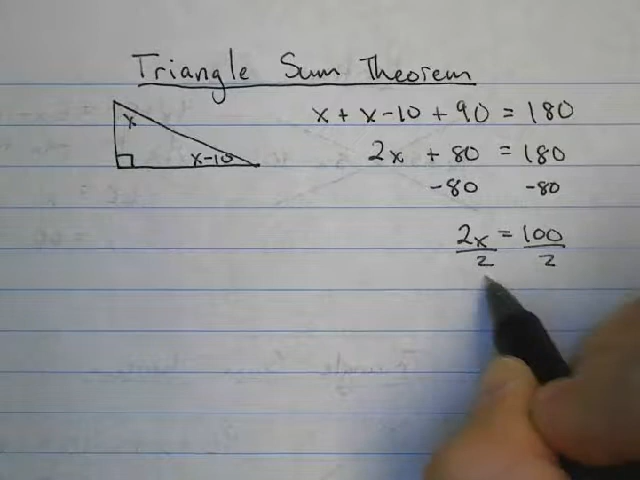 Triangle Sum Theorem
x
x-10
x + x-10 + 90 = 180
2x + 80 = 180
-80 -80
2x = 100
2 2